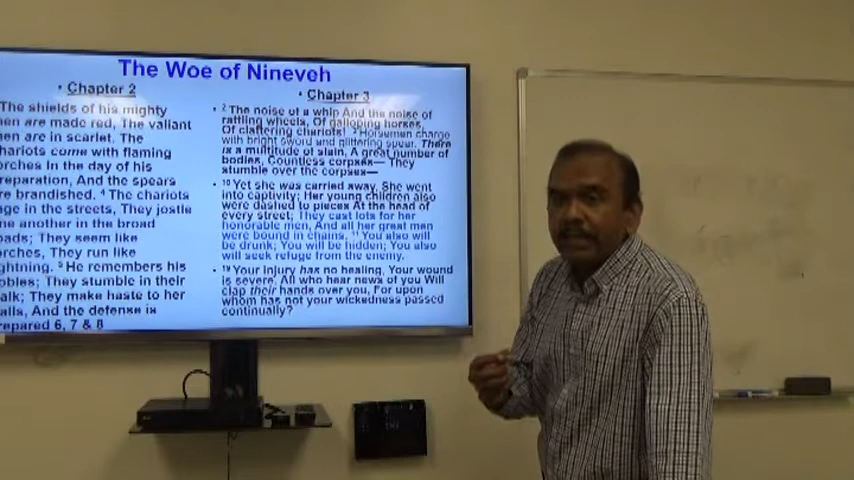 The Woe of Nineveh
• Chapter 2
The shields of his mighty
men are made red, The valiant
men are in scarlet. The
chariots come with flaming
torches In the day of his
preparation, And the spears
are brandished. 4 The chariots
rage in the streets, They jostle
one another in the broad
roads; They seem like
torches, They run like
lightning. 5 He remembers his
nobles; They stumble in their
walk; They make haste to her
walls, And the defense is
prepared 6, 7 & 8
• Chapter 3
• 2 The noise of a whip And the noise of
rattling wheels, Of galloping horses,
Of clattering chariots! 3 Horsemen charge
with bright sword and glittering spear. There
is a multitude of slain, A great number of
bodies, Countless corpses— They
stumble over the corpses—
• 10 Yet she was carried away, She went
into captivity; Her young children also
were dashed to pieces At the head of
every street; They cast lots for her
honorable men, And all her great men
were bound in chains. 11 You also will
be drunk; You will be hidden; You also
will seek refuge from the enemy.
• 19 Your injury has no healing, Your wound
is severe. All who hear news of you Will
clap their hands over you, For upon
whom has not your wickedness passed
continually?